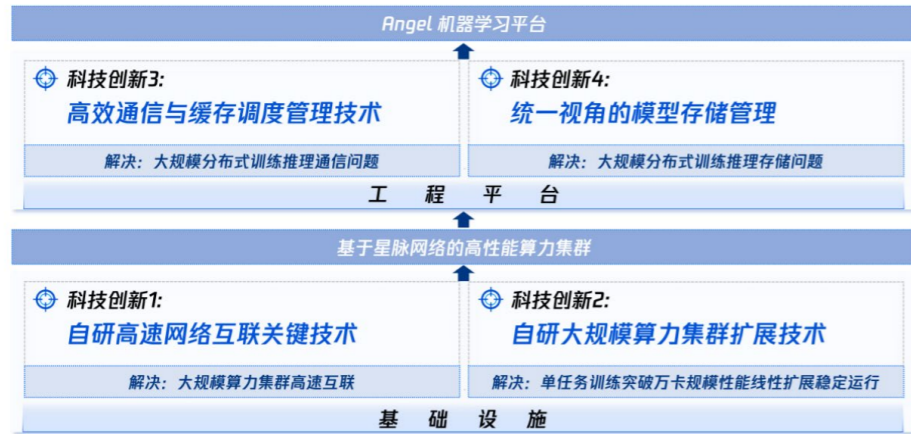 Angel 机器学习平台
科技创新3:
高效通信与缓存调度管理技术
解决：大规模分布式训练推理通信问题
科技创新4:
统一视角的模型存储管理
解决：大规模分布式训练推理存储问题
工 程 平 台
基于星脉网络的高性能算力集群
科技创新1:
自研高速网络互联关键技术
解决：大规模算力集群高速互联
科技创新2:
自研大规模算力集群扩展技术
解决：单任务训练突破万卡规模性能线性扩展稳定运行
基 础 设 施